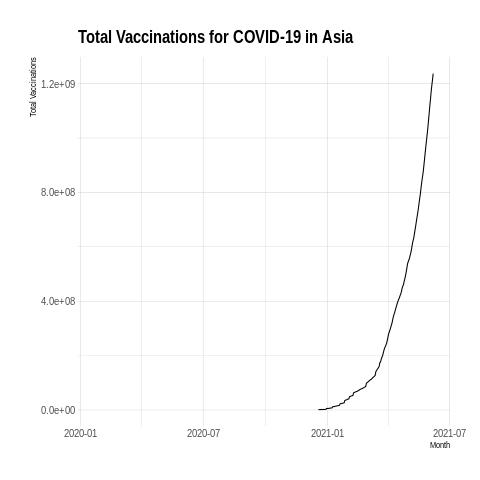 Total Vaccinations for COVID-19 in Asia
Total Vaccinations
1.2e+09
8.0e+08
4.0e+08
0.0e+00
2020-01 2020-07 2021-01 2021-07
Month